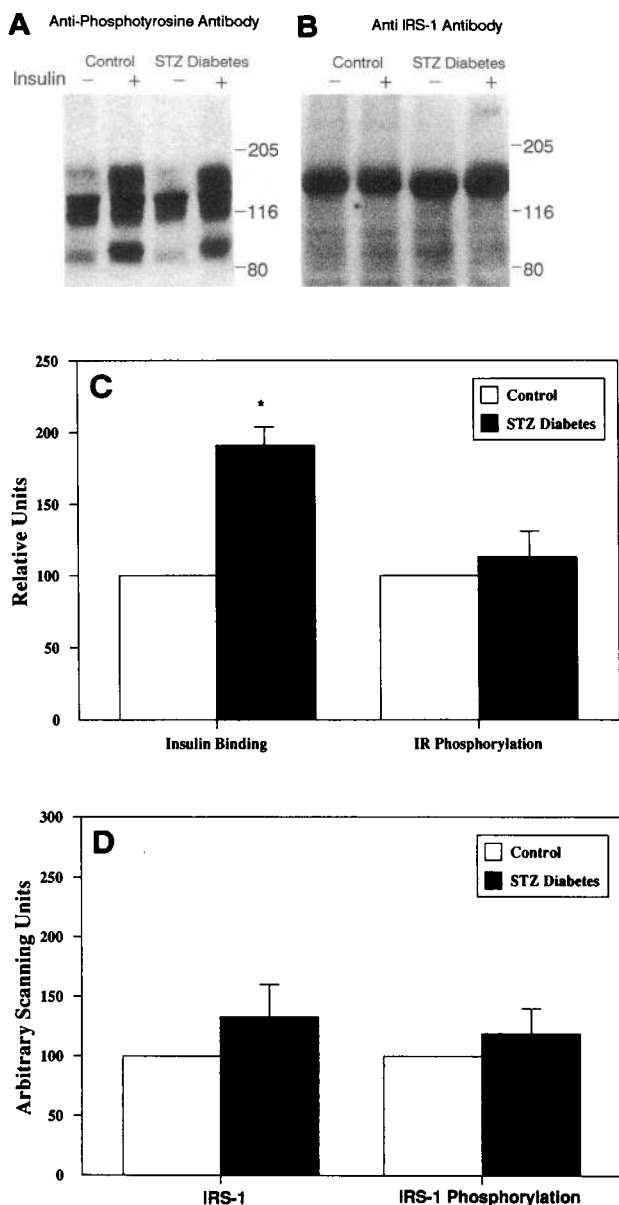 A Anti-Phosphotyrosine Antibody
Control STZ Diabetes
Insulin − + − +
205
116
80
B Anti IRS-1 Antibody
Control STZ Diabetes
− + − +
205
116
80
C
Control
STZ Diabetes
*
Relative Units
250
200
150
100
50
0
Insulin Binding IR Phosphorylation
D
Control
STZ Diabetes
Arbitrary Scanning Units
300
250
200
150
100
50
0
IRS-1 IRS-1 Phosphorylation